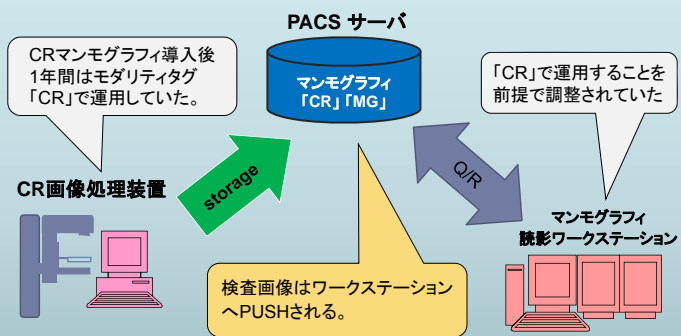 PACS サーバ
CRマンモグラフィ導入後
1年間はモダリティタグ
「CR」で運用していた。
マンモグラフィ
「CR」「MG」
「CR」で運用することを
前提で調整されていた
CR画像処理装置
storage
Q/R
マンモグラフィ
読影ワークステーション
検査画像はワークステーション
へPUSHされる。